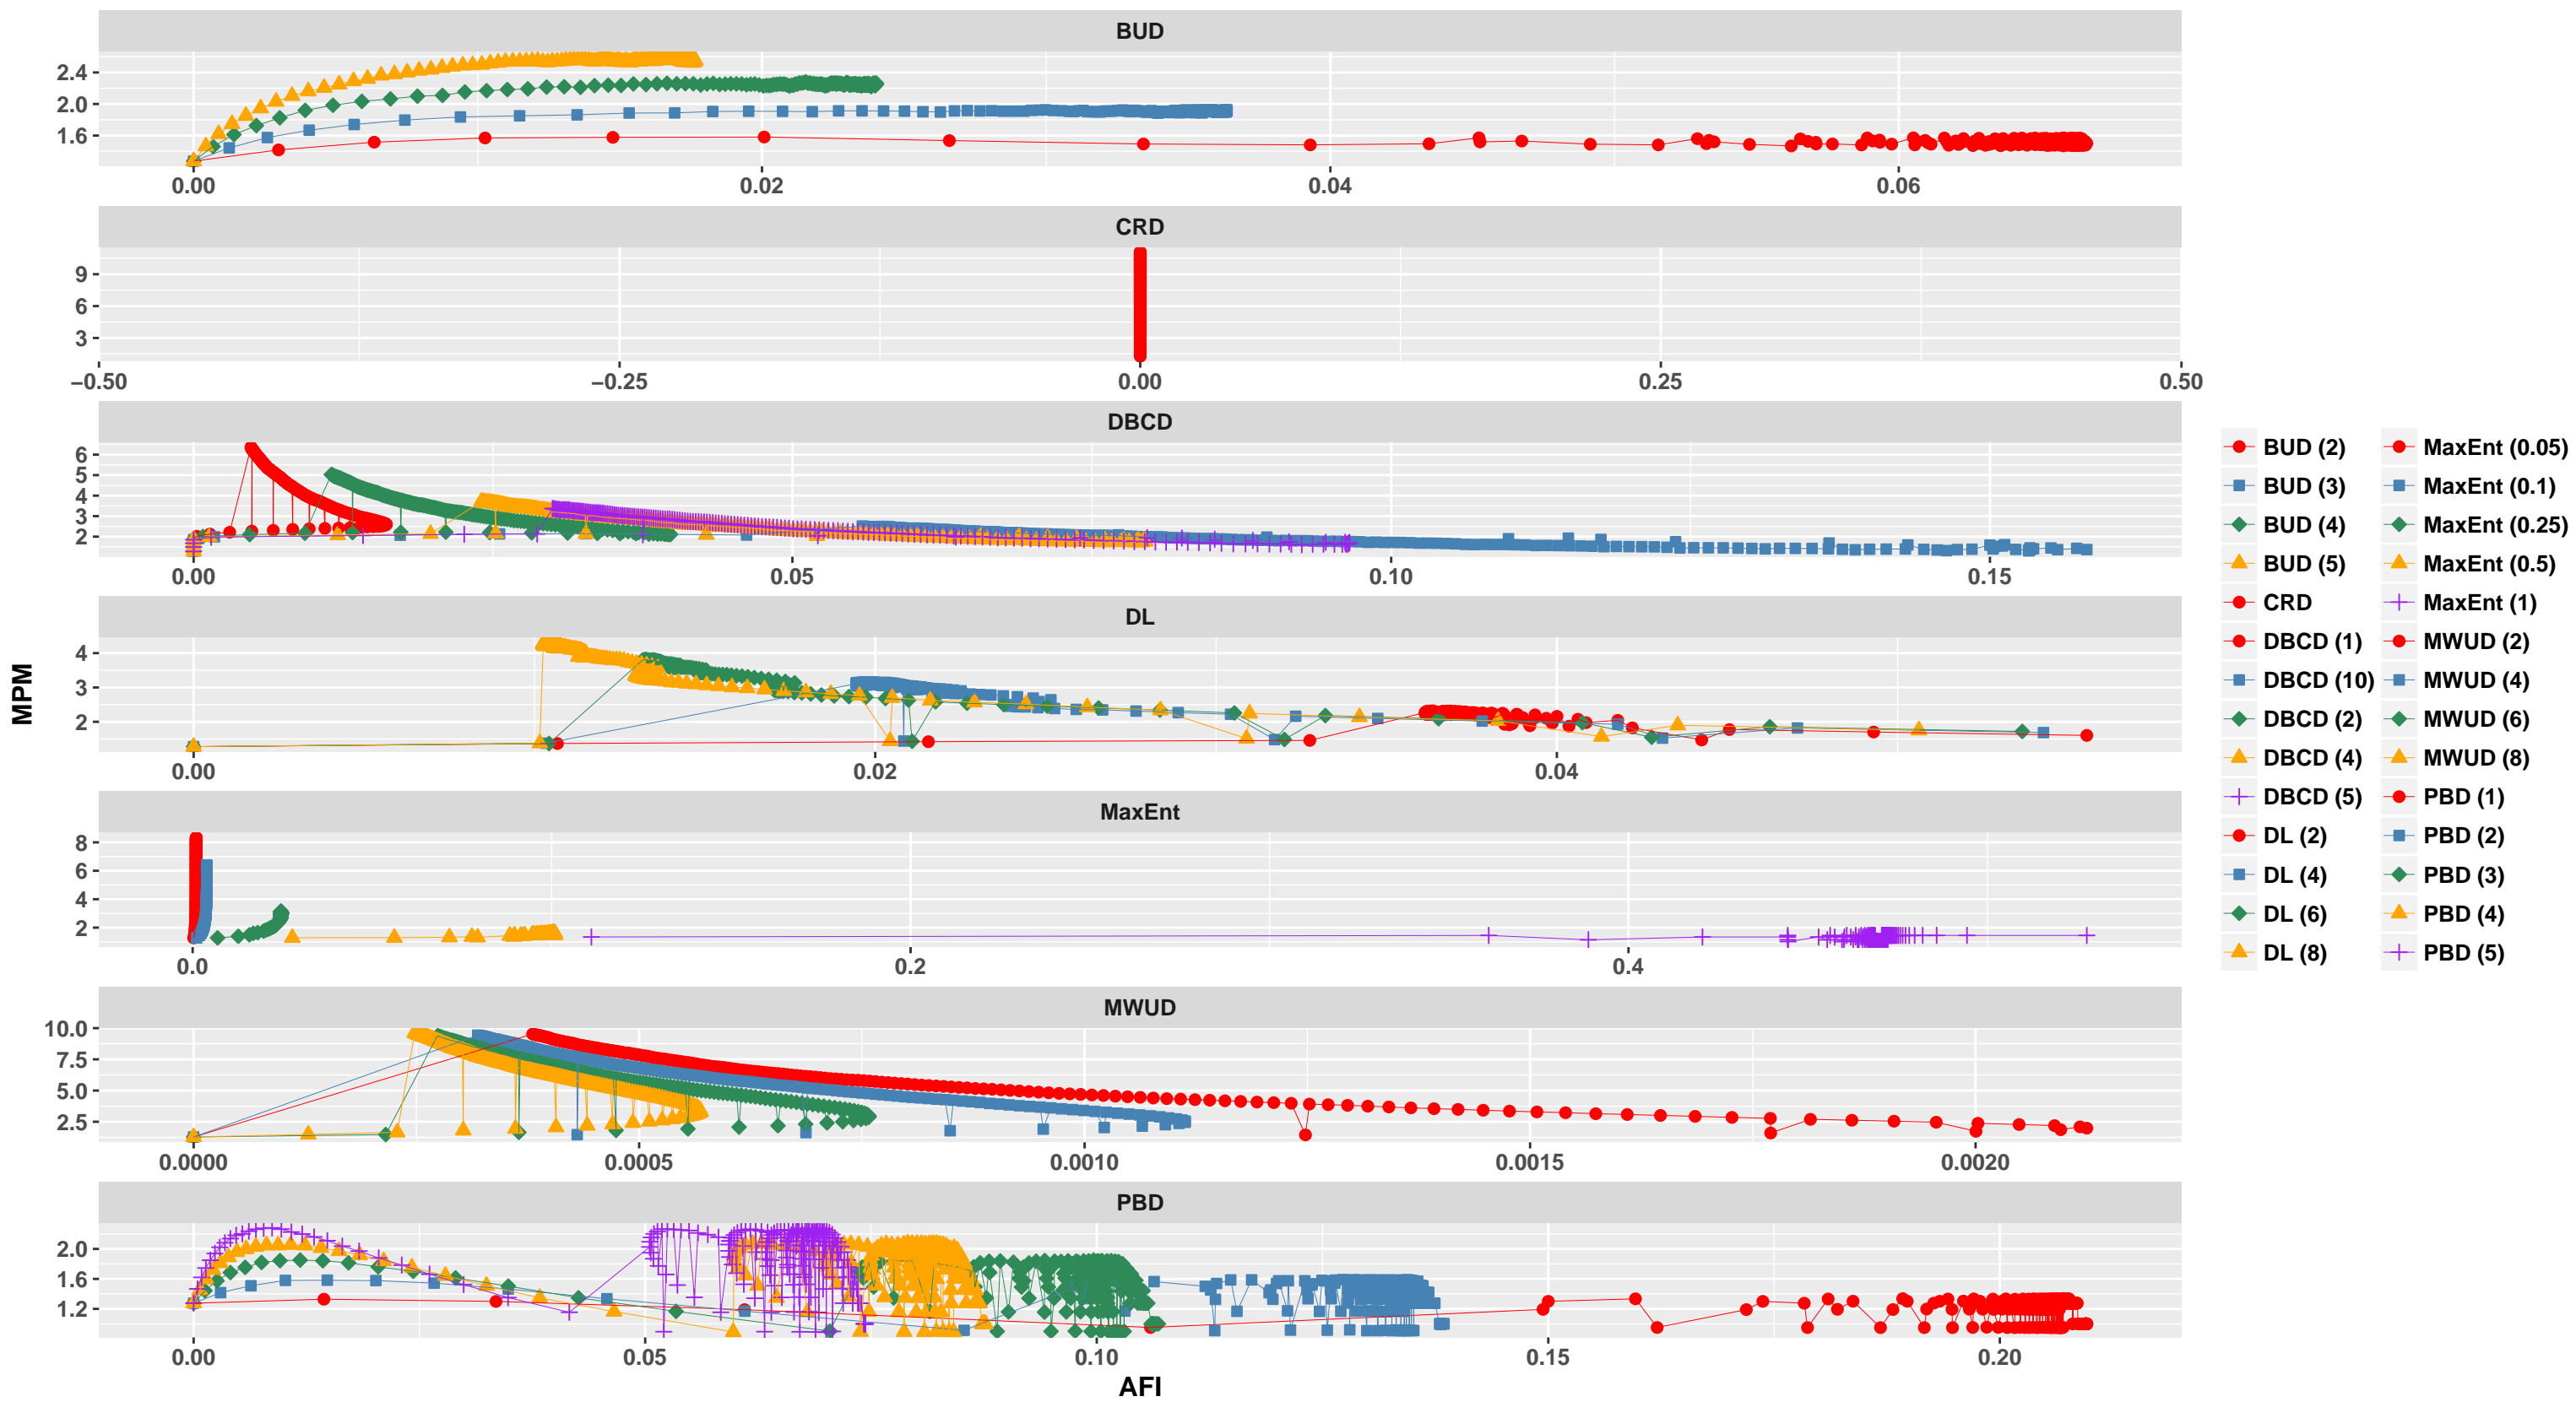 BUD
2.4
2.0
1.6
0.00 0.02 0.04 0.06
CRD
9
6
3
−0.50 −0.25 0.00 0.25 0.50
DBCD
6
5
4
3
2
0.00 0.05 0.10 0.15
DL
4
3
2
0.00 0.02 0.04
MaxEnt
8
6
4
2
0.0 0.2 0.4
MWUD
10.0
7.5
5.0
2.5
0.0000 0.0005 0.0010 0.0015 0.0020
PBD
2.0
1.6
1.2
0.00 0.05 0.10 0.15 0.20
AFI
MPM
BUD (2)
BUD (3)
BUD (4)
BUD (5)
CRD
DBCD (1)
DBCD (10)
DBCD (2)
DBCD (4)
DBCD (5)
DL (2)
DL (4)
DL (6)
DL (8)
MaxEnt (0.05)
MaxEnt (0.1)
MaxEnt (0.25)
MaxEnt (0.5)
MaxEnt (1)
MWUD (2)
MWUD (4)
MWUD (6)
MWUD (8)
PBD (1)
PBD (2)
PBD (3)
PBD (4)
PBD (5)